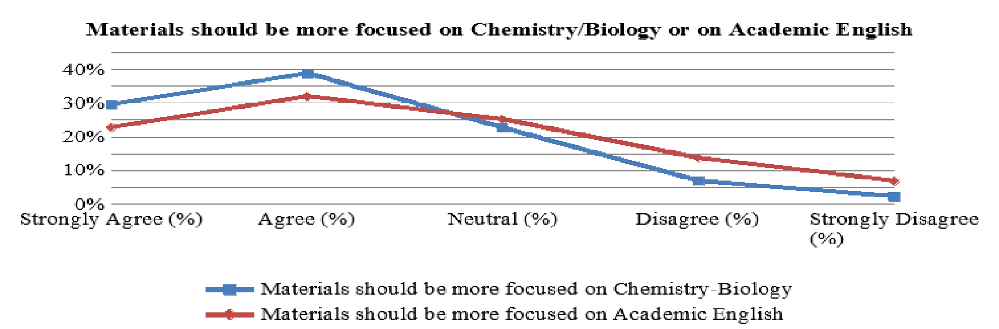 Materials should be more focused on Chemistry/Biology or on Academic English
40%
30%
20%
10%
0%
Strongly Agree (%)
Agree (%)
Neutral (%)
Disagree (%)
Strongly Disagree
(%)
Materials should be more focused on Chemistry-Biology
Materials should be more focused on Academic English